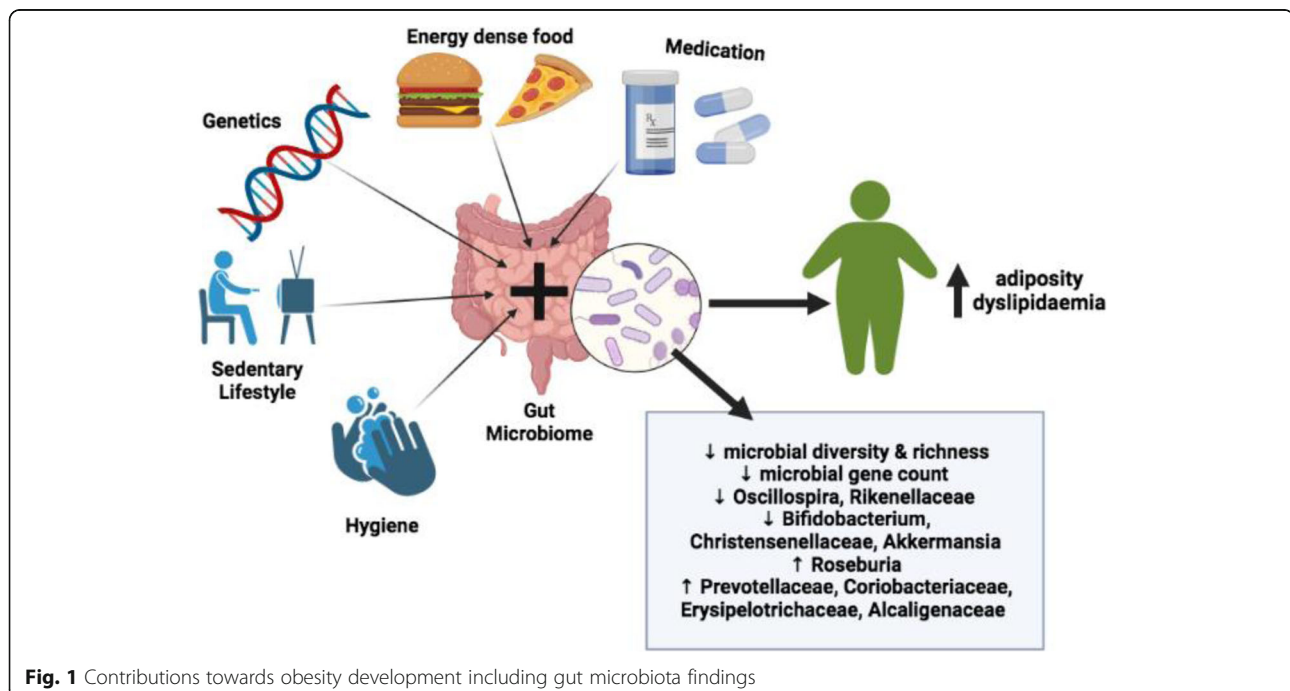 Energy dense food
Medication
Genetics
Rx
Sedentary
Lifestyle
Gut
Microbiome
Hygiene
adiposity
dyslipidaemia
↓ microbial diversity & richness
↓ microbial gene count
↓ Oscillospira, Rikenellaceae
↓ Bifidobacterium,
Christensenellaceae, Akkermansia
↑ Roseburia
↑ Prevotellaceae, Coriobacteriaceae,
Erysipelotrichaceae, Alcaligenaceae
Fig. 1 Contributions towards obesity development including gut microbiota findings